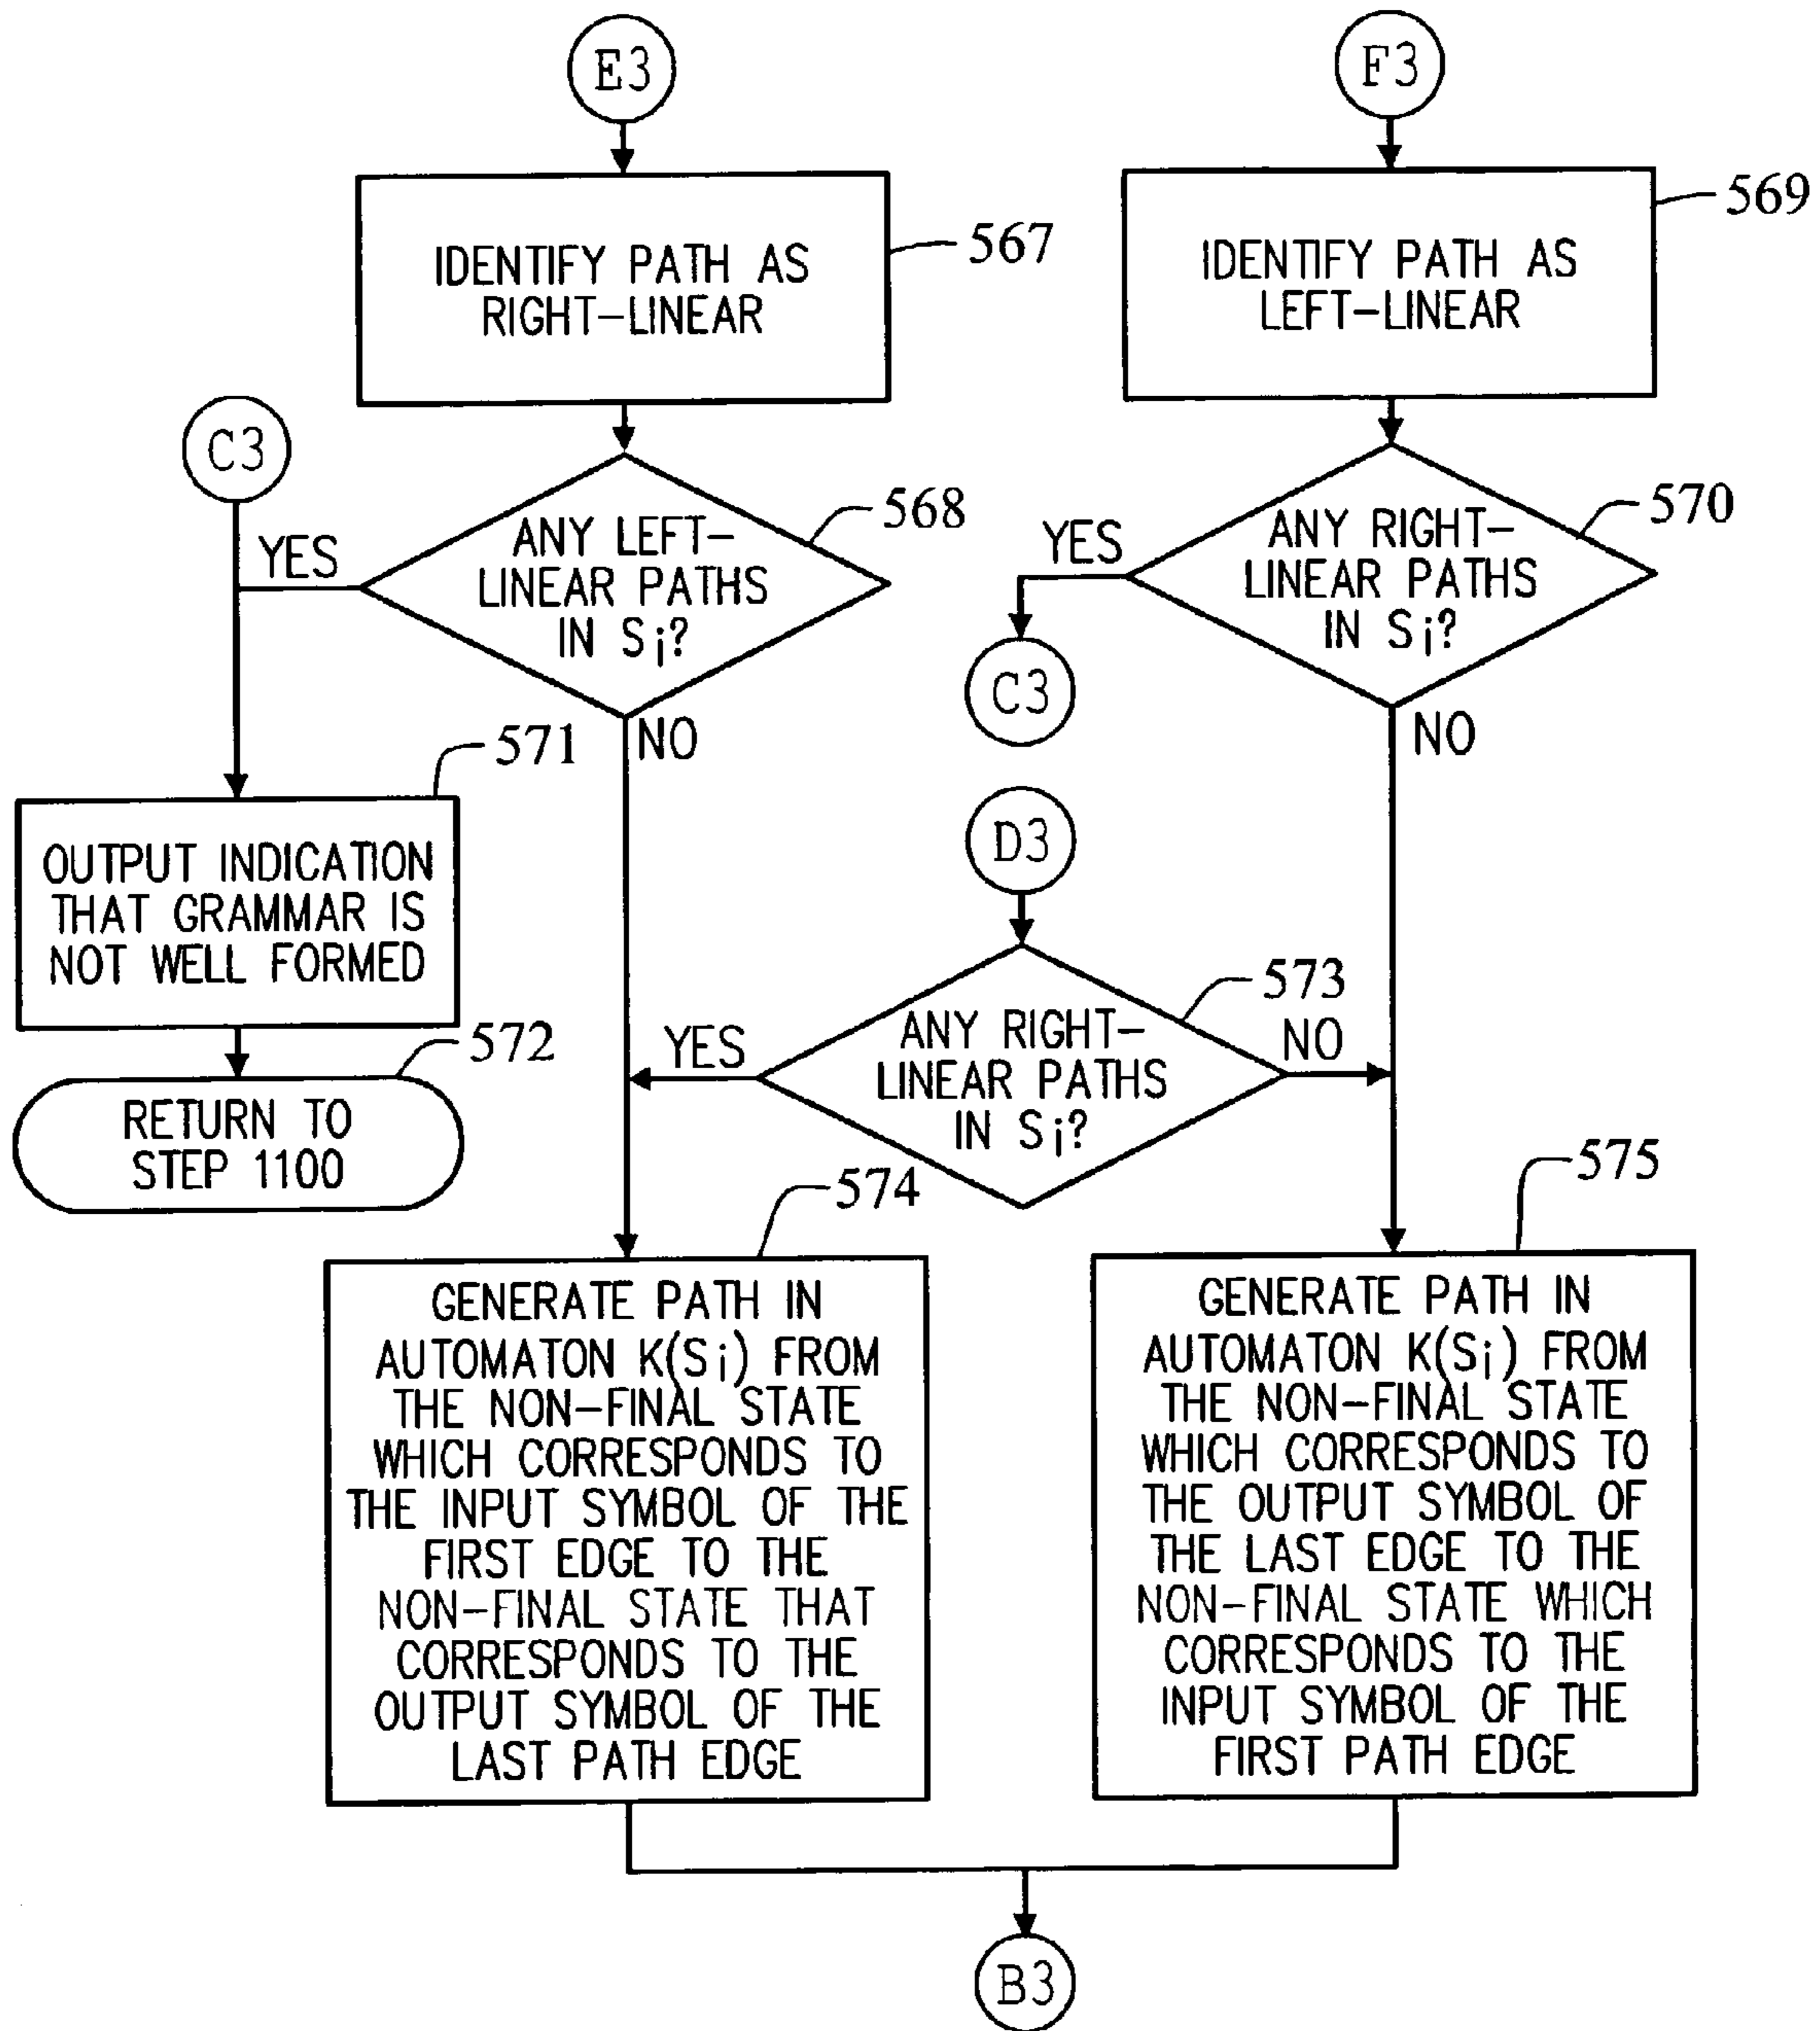 E3
F3
IDENTIFY PATH AS
RIGHT-LINEAR
567
IDENTIFY PATH AS
LEFT-LINEAR
569
C3
YES
ANY LEFT-
LINEAR PATHS
IN Si?
568
NO
YES
ANY RIGHT-
LINEAR PATHS
IN Si?
570
C3
NO
571
OUTPUT INDICATION
THAT GRAMMAR IS
NOT WELL FORMED
572
RETURN TO
STEP 1100
D3
YES
ANY RIGHT-
LINEAR PATHS
IN Si?
573
NO
574
GENERATE PATH IN
AUTOMATON K(Si) FROM
THE NON-FINAL STATE
WHICH CORRESPONDS TO
THE INPUT SYMBOL OF THE
FIRST EDGE TO THE
NON-FINAL STATE THAT
CORRESPONDS TO THE
OUTPUT SYMBOL OF THE
LAST PATH EDGE
575
GENERATE PATH IN
AUTOMATON K(Si) FROM
THE NON-FINAL STATE
WHICH CORRESPONDS TO
THE OUTPUT SYMBOL OF
THE LAST EDGE TO THE
NON-FINAL STATE WHICH
CORRESPONDS TO THE
INPUT SYMBOL OF THE
FIRST PATH EDGE
B3